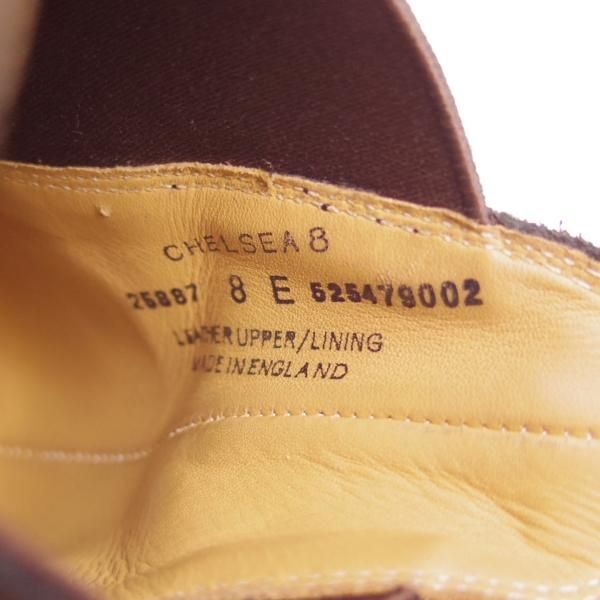 CHELSEA 8
25887 8 E 525479002
LEATHER UPPER/LINING
MADE IN ENGLAND